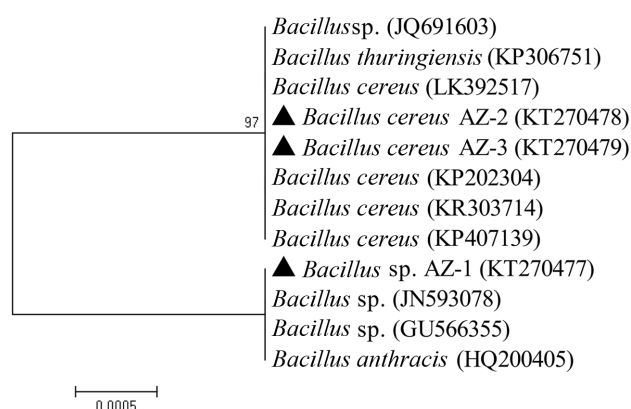 Bacillussp. (JQ691603)
Bacillus thuringiensis (KP306751)
Bacillus cereus (LK392517)
▲ Bacillus cereus AZ-2 (KT270478)
97
▲ Bacillus cereus AZ-3 (KT270479)
Bacillus cereus (KP202304)
Bacillus cereus (KR303714)
Bacillus cereus (KP407139)
▲ Bacillus sp. AZ-1 (KT270477)
Bacillus sp. (JN593078)
Bacillus sp. (GU566355)
Bacillus anthracis (HQ200405)
0.0005